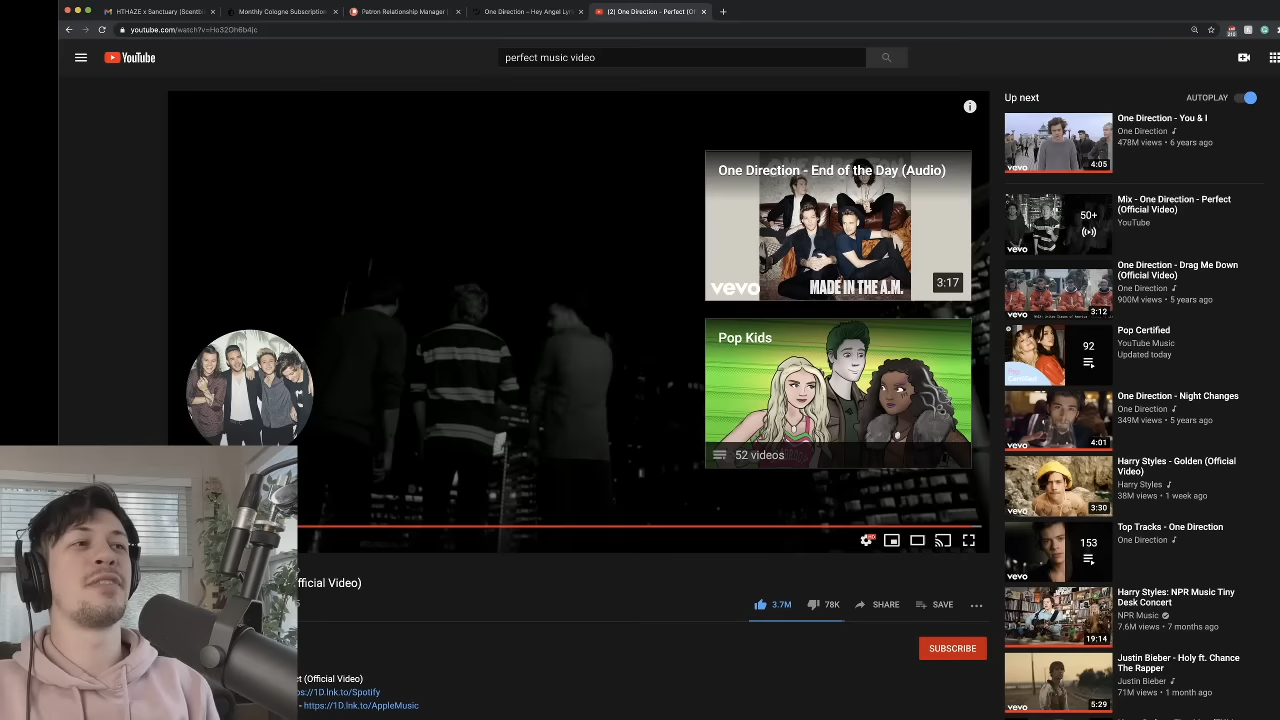 HTHAZE x Sanctuary (Scentbi
Monthly Cologne Subscription
Patron Relationship Manager |
One Direction – Hey Angel Lyri
(2) One Direction - Perfect (O
youtube.com/watch?v=Ho32Oh6b4jc
YouTube
perfect music video
One Direction - End of the Day (Audio)
vevo
MADE IN THE A.M.
3:17
Pop Kids
52 videos
fficial Video)
3.7M
78K
SHARE
SAVE
SUBSCRIBE
ct (Official Video)
ps://1D.lnk.to/Spotify
- https://1D.lnk.to/AppleMusic
Up next
AUTOPLAY
One Direction - You & I
One Direction
478M views • 6 years ago
vevo
4:05
Mix - One Direction - Perfect
(Official Video)
YouTube
50+
vevo
One Direction - Drag Me Down
(Official Video)
One Direction
900M views • 5 years ago
vevo
3:12
Pop Certified
YouTube Music
Updated today
92
One Direction - Night Changes
One Direction
349M views • 5 years ago
vevo
4:01
Harry Styles - Golden (Official
Video)
Harry Styles
38M views • 1 week ago
vevo
3:30
Top Tracks - One Direction
One Direction
153
vevo
Harry Styles: NPR Music Tiny
Desk Concert
NPR Music
7.6M views • 7 months ago
19:14
Justin Bieber - Holy ft. Chance
The Rapper
Justin Bieber
71M views • 1 month ago
vevo
5:29